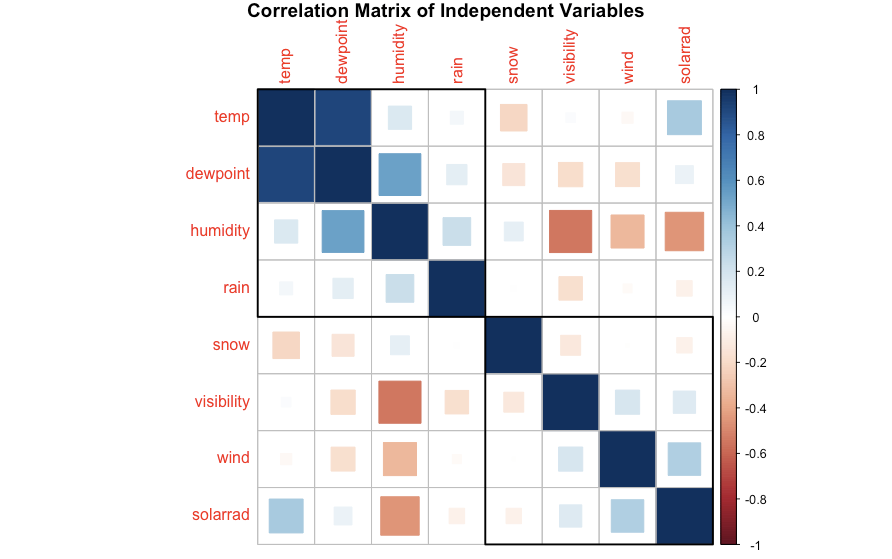 Correlation Matrix of Independent Variables
temp
dewpoint
humidity
rain
snow
visibility
wind
solarrad
temp
dewpoint
humidity
rain
snow
visibility
wind
solarrad
1
0.8
0.6
0.4
0.2
0
-0.2
-0.4
-0.6
-0.8
-1